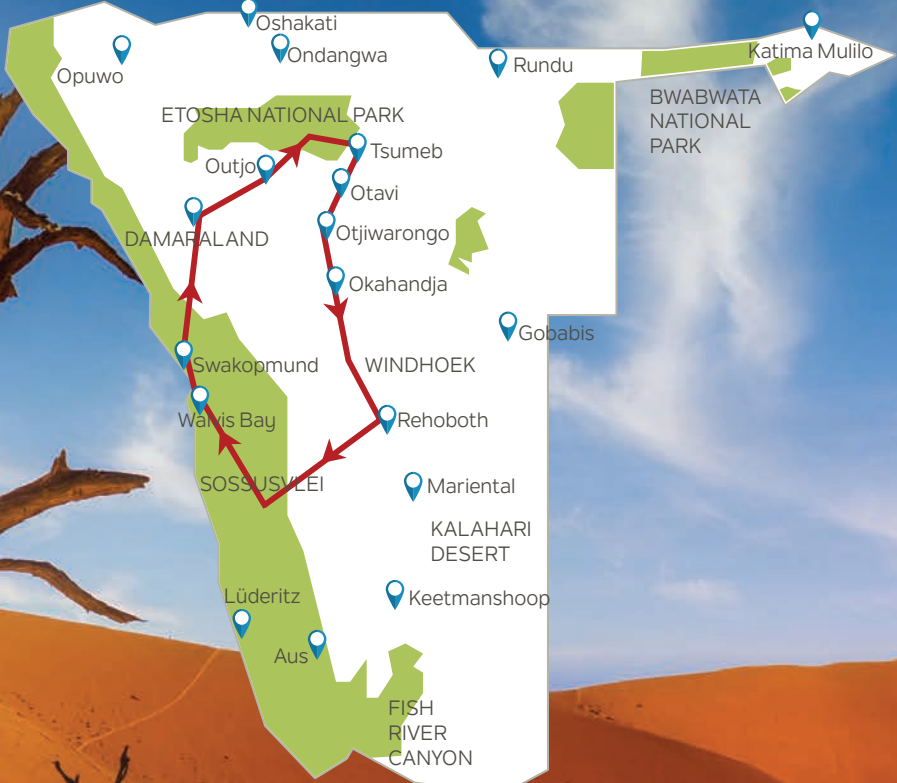 Oshakati
Ondangwa
Opuwo
Rundu
Katima Mulilo
BWABWATA
NATIONAL
PARK
ETOSHA NATIONAL PARK
Tsumeb
Outjo
Otavi
Otjiwarongo
DAMARALAND
Okahandja
Gobabis
Swakopmund
WINDHOEK
Walvis Bay
Rehoboth
SOSSUSVLEI
Mariental
KALAHARI
DESERT
Lüderitz
Keetmanshoop
Aus
FISH
RIVER
CANYON